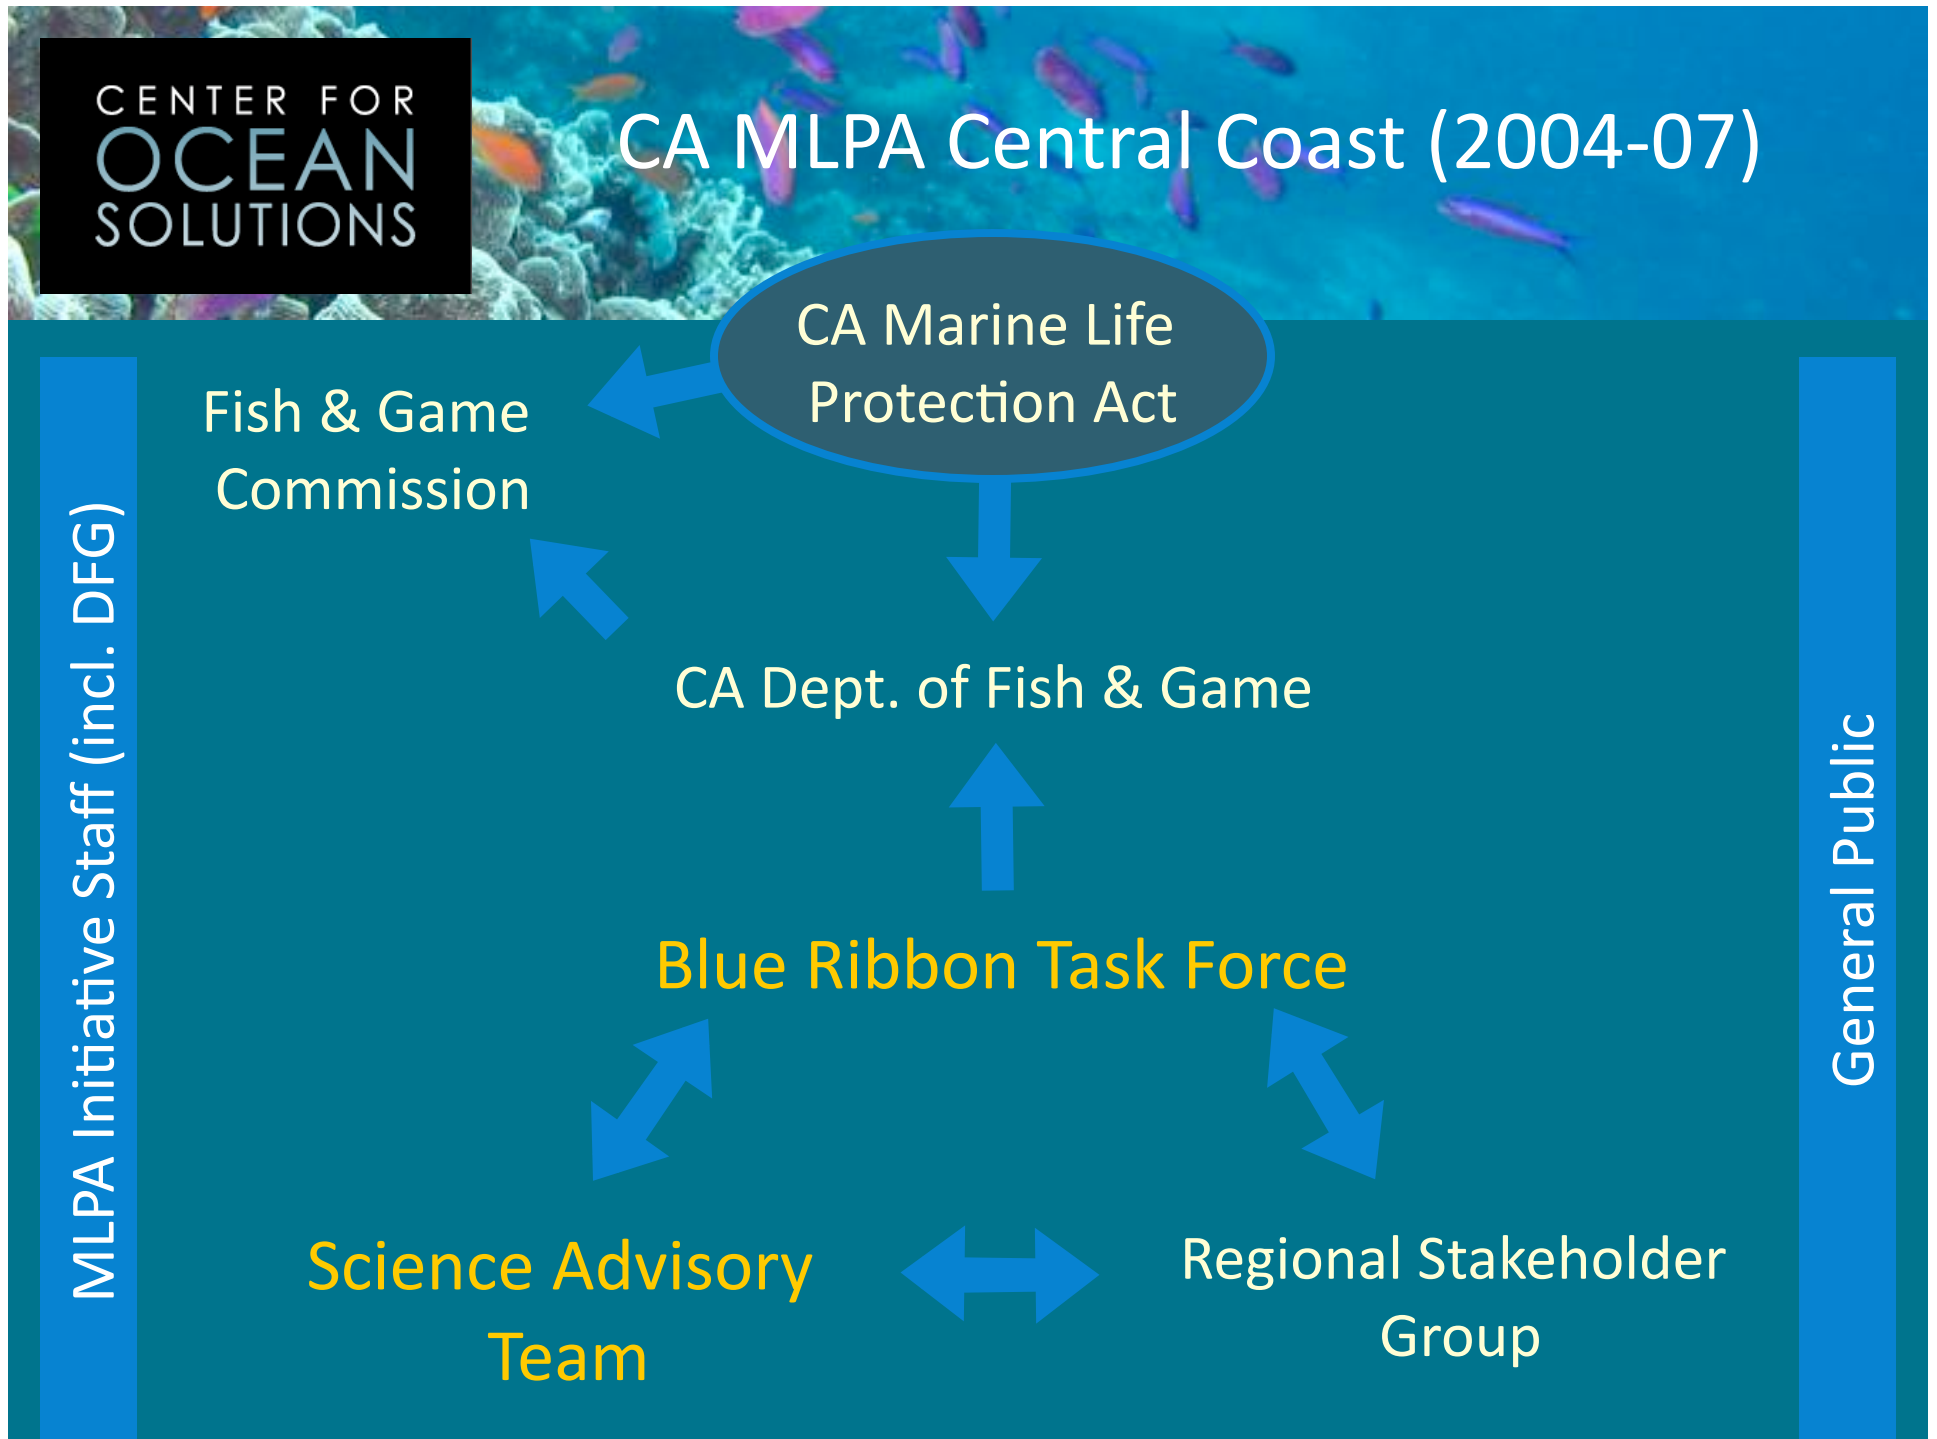 CENTER FOR
OCEAN
SOLUTIONS
CA MLPA Central Coast (2004-07)
CA Marine Life
Protection Act
Fish & Game
Commission
CA Dept. of Fish & Game
Blue Ribbon Task Force
Science Advisory
Team
Regional Stakeholder
Group
MLPA Initiative Staff (incl. DFG)
General Public